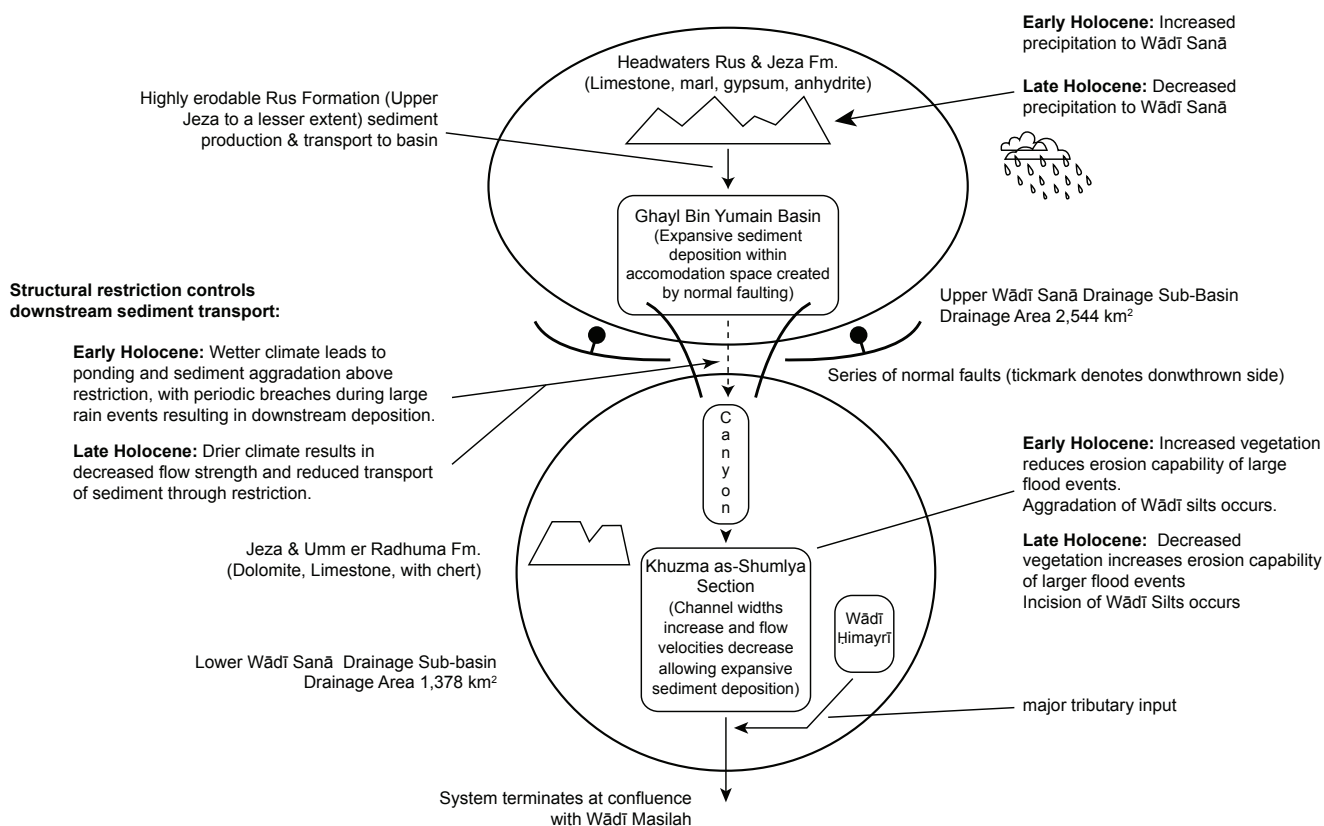 Early Holocene: Increased
precipitation to Wādī Sanā
Late Holocene: Decreased
precipitation to Wādī Sanā
Headwaters Rus & Jeza Fm.
(Limestone, marl, gypsum, anhydrite)
Highly erodable Rus Formation (Upper
Jeza to a lesser extent) sediment
production & transport to basin
Ghayl Bin Yumain Basin
(Expansive sediment
deposition within
accomodation space created
by normal faulting)
Structural restriction controls
downstream sediment transport:
Early Holocene: Wetter climate leads to
ponding and sediment aggradation above
restriction, with periodic breaches during large
rain events resulting in downstream deposition.
Late Holocene: Drier climate results in
decreased flow strength and reduced transport
of sediment through restriction.
Upper Wādī Sanā Drainage Sub-Basin
Drainage Area 2,544 km²
Series of normal faults (tickmark denotes donwthrown side)
Canyon
Early Holocene: Increased vegetation
reduces erosion capability of large
flood events.
Aggradation of Wādī silts occurs.
Late Holocene: Decreased
vegetation increases erosion capability
of larger flood events
Incision of Wādī Silts occurs
Jeza & Umm er Radhuma Fm.
(Dolomite, Limestone, with chert)
Khuzma as-Shumlya
Section
(Channel widths
increase and flow
velocities decrease
allowing expansive
sediment deposition)
Wādī
Ḥimayrī
Lower Wādī Sanā Drainage Sub-basin
Drainage Area 1,378 km²
major tributary input
System terminates at confluence
with Wādī Masilah